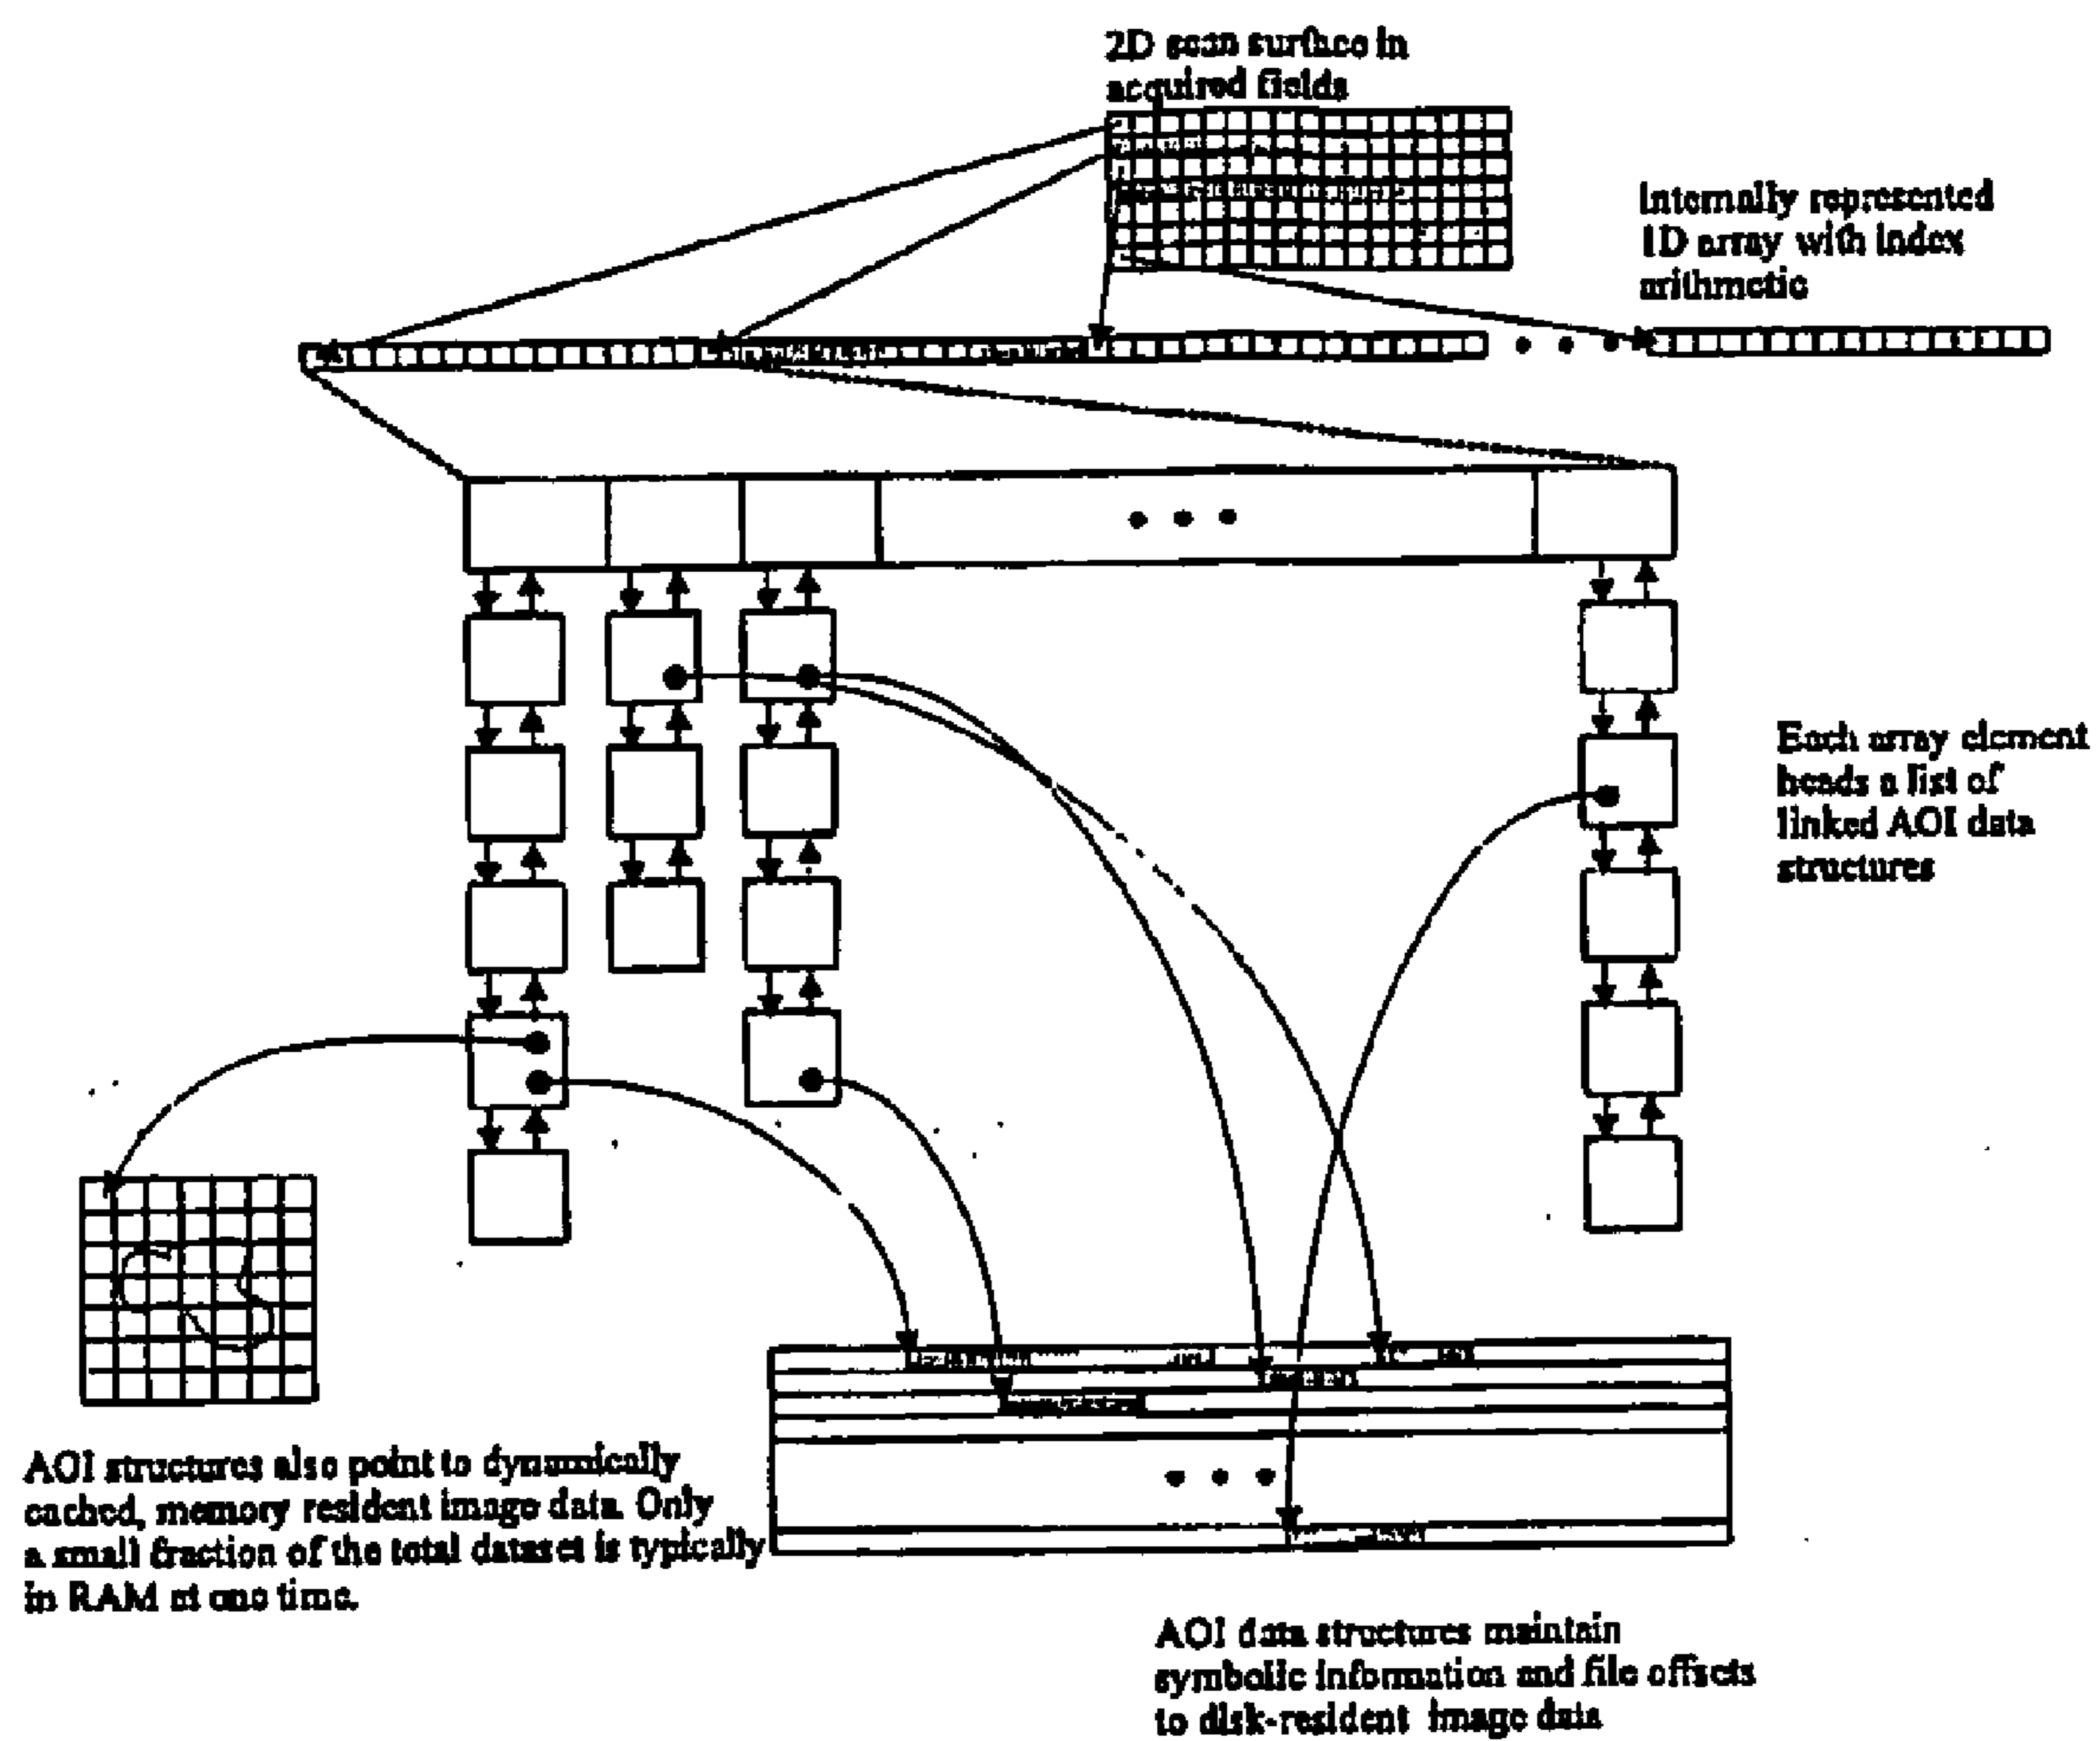 2D scan surface in
acquired fields
Internally represented
1D array with index
arithmetic
Each array element
heads a list of
linked AOI data
structures
AOI structures also point to dynamically
cached, memory resident image data. Only
a small fraction of the total dataset is typically
in RAM at one time.
AOI data structures maintain
symbolic information and file offsets
to disk-resident image data